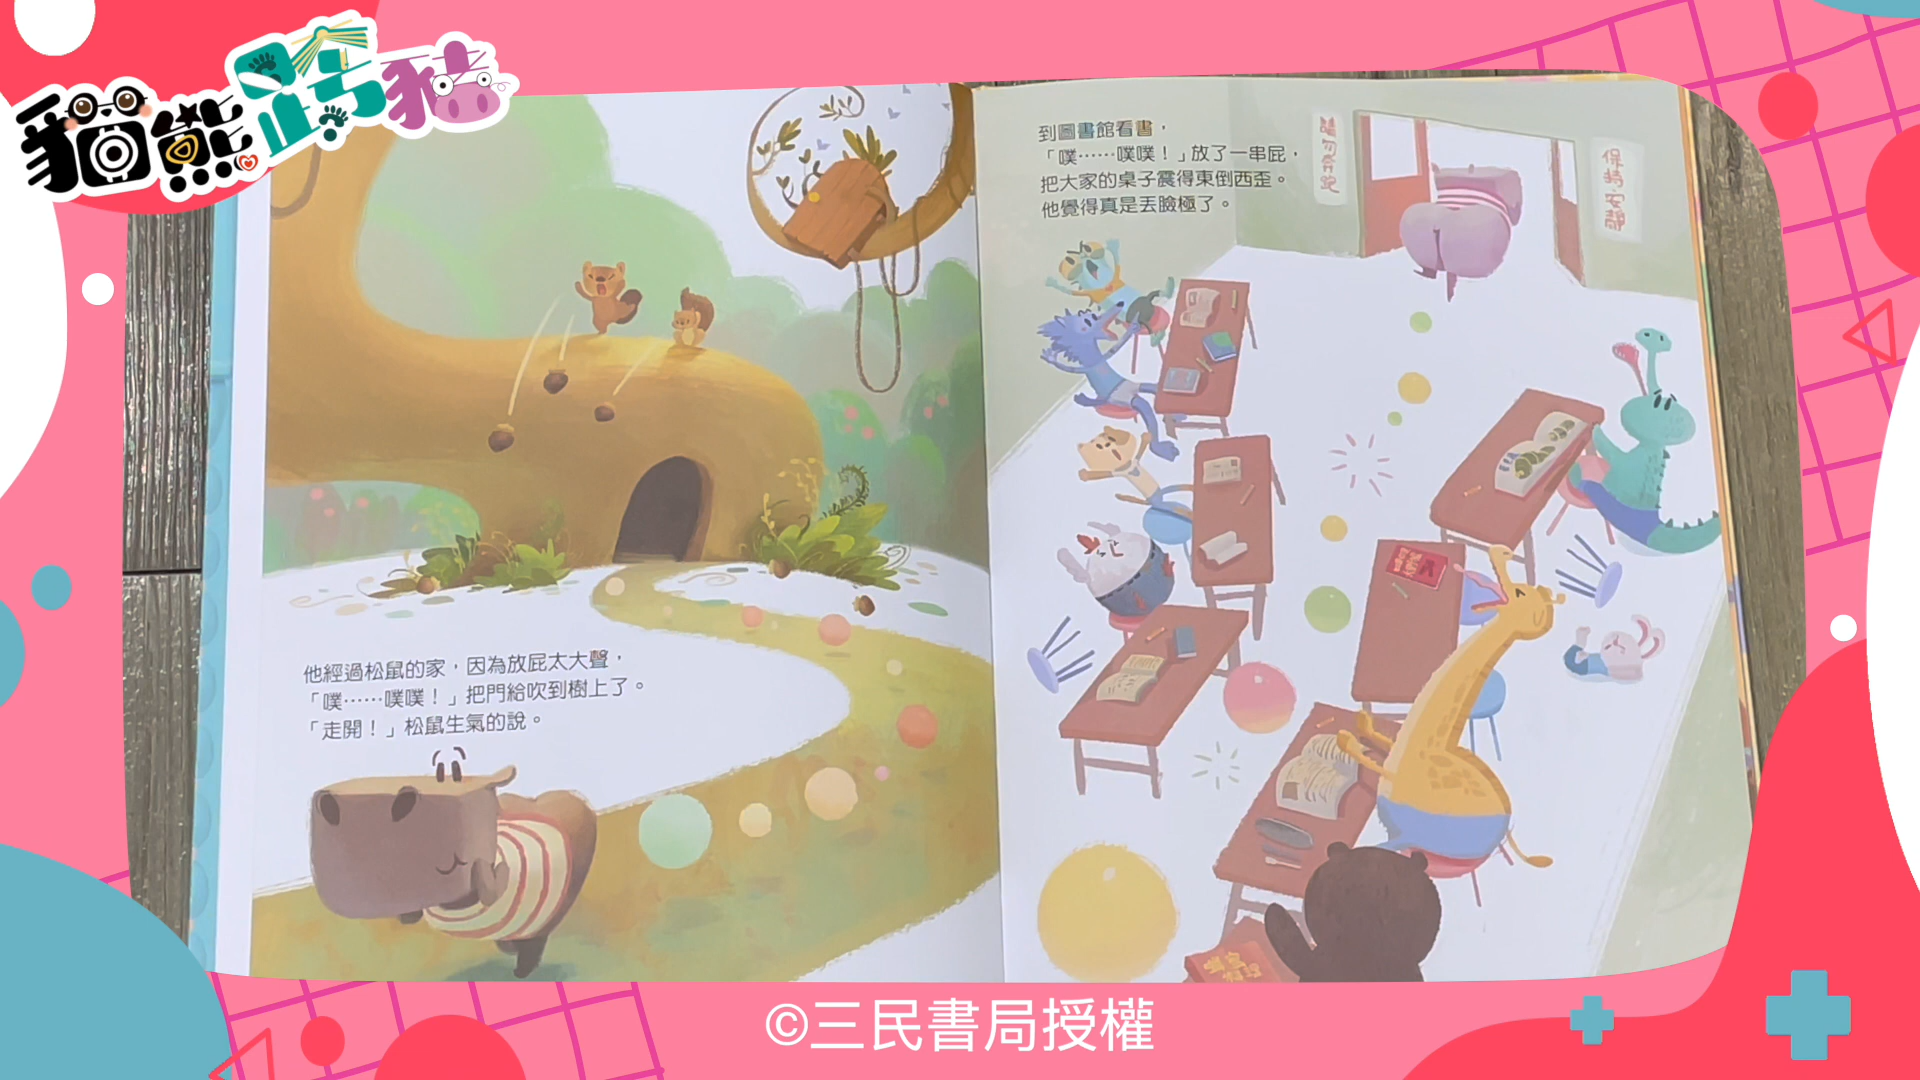 貓熊跨豬
他經過松鼠的家，因為放屁太大聲，
「噗……噗噗！」把門給吹到樹上了。
「走開！」松鼠生氣的說。
到圖書館看書，
「噗……噗噗！」放了一串屁，
把大家的桌子震得東倒西歪。
他覺得真是丟臉極了。
請勿奔跑
保持安靜
©三民書局授權